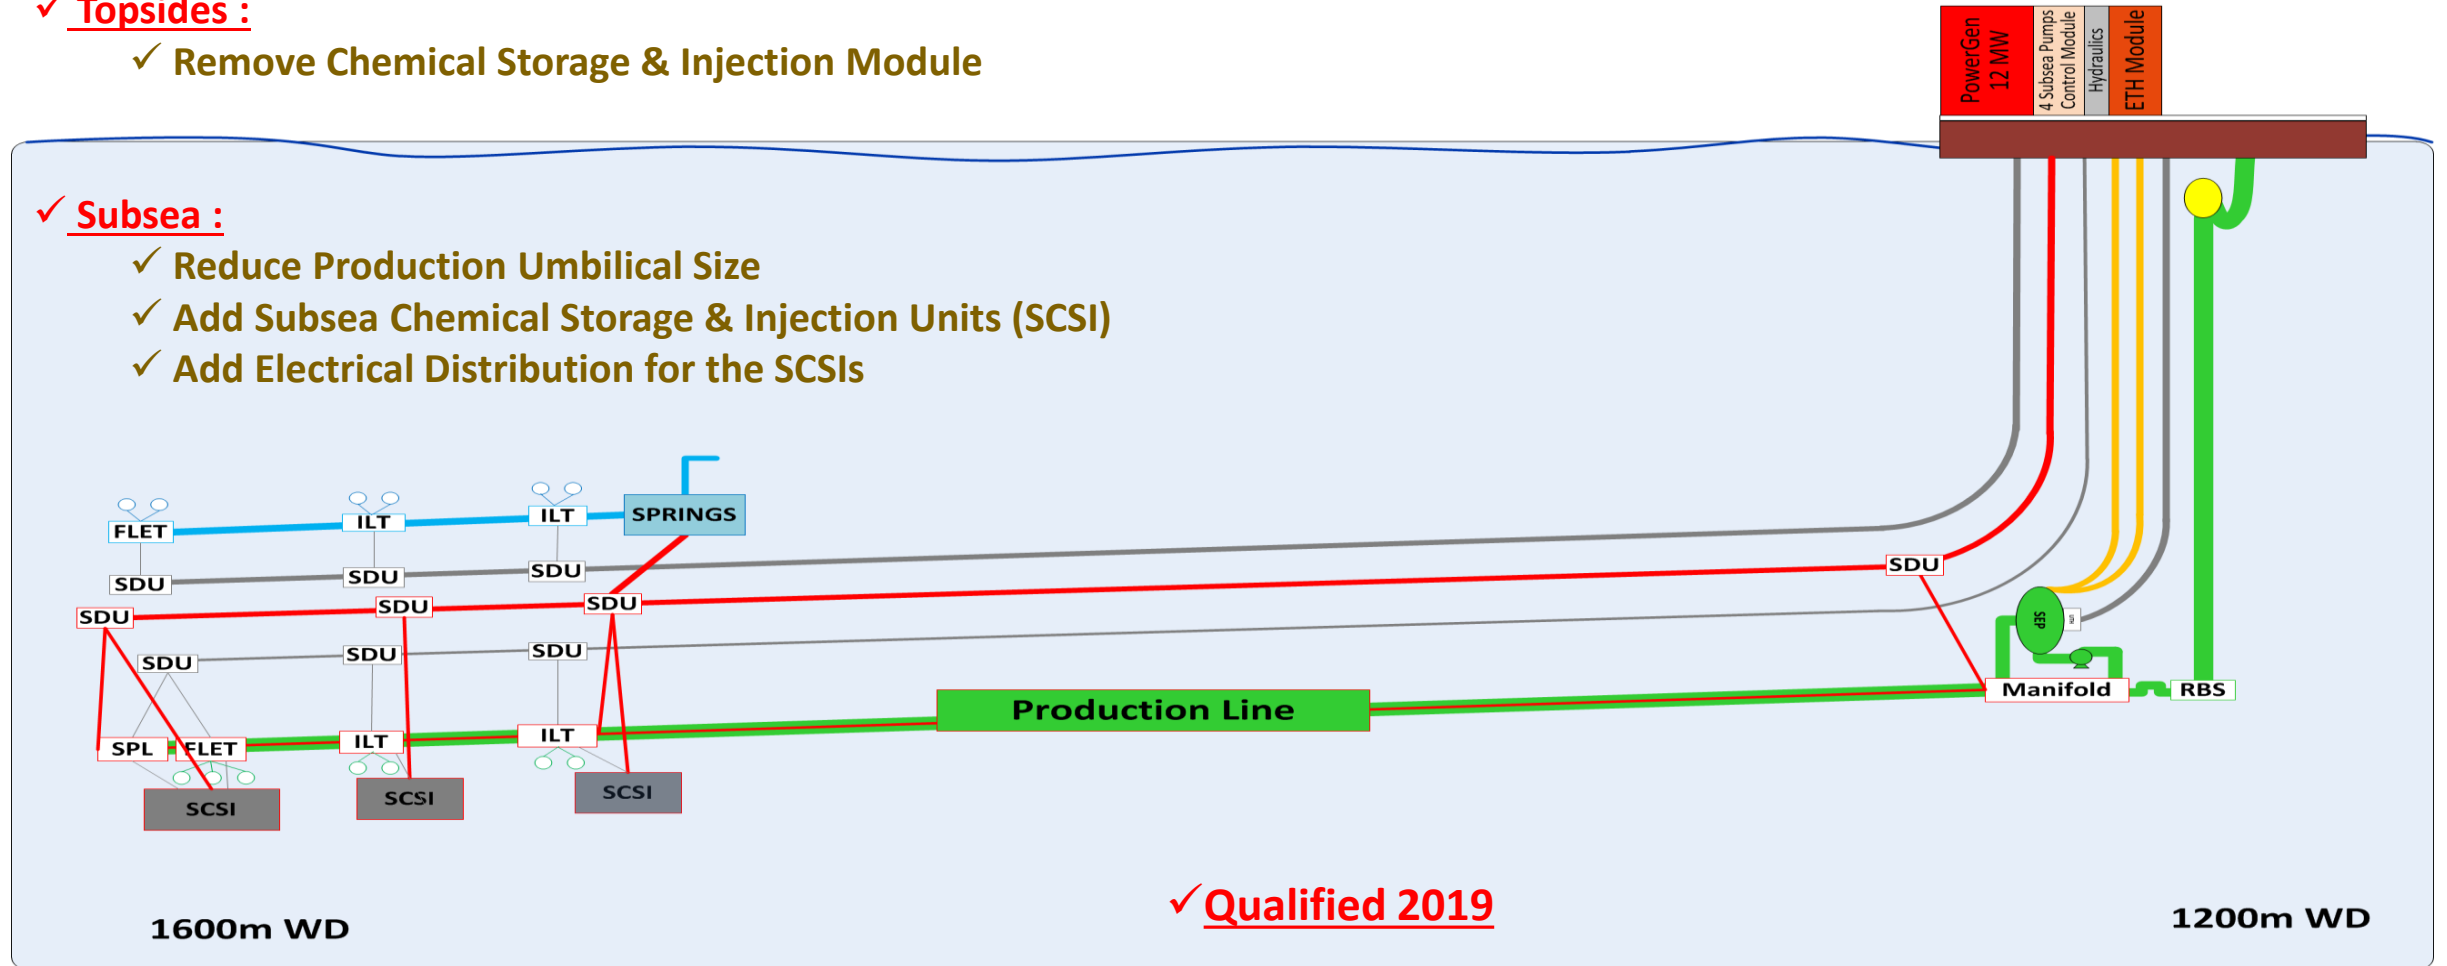 ✓ Topsides :
✓ Remove Chemical Storage & Injection Module
PowerGen
12 MW
4 Subsea Pumps
Control Module
Hydraulics
ETH Module
✓ Subsea :
✓ Reduce Production Umbilical Size
✓ Add Subsea Chemical Storage & Injection Units (SCSI)
✓ Add Electrical Distribution for the SCSIs
FLET
ILT
ILT
SPRINGS
SDU
SDU
SDU
SDU
SDU
SDU
SDU
SDU
SDU
SDU
SEP
SPL
FLET
ILT
ILT
Production Line
Manifold
RBS
SCSI
SCSI
SCSI
✓Qualified 2019
1600m WD
1200m WD